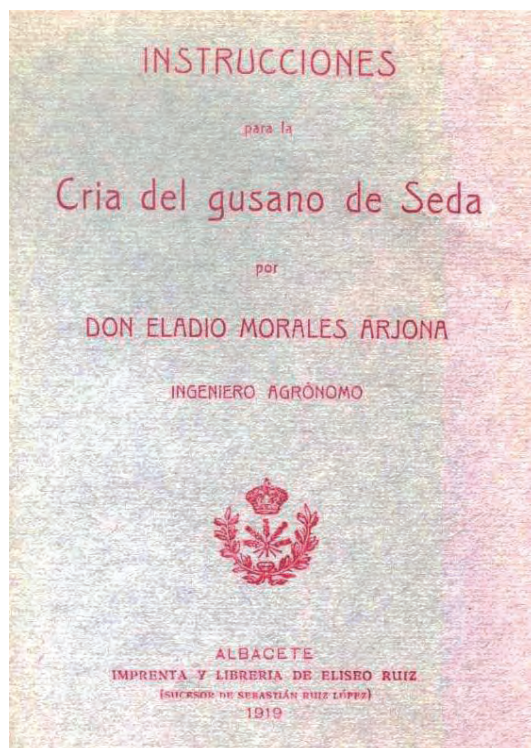 INSTRUCCIONES
para la
Cria del gusano de Seda
por
DON ELADIO MORALES ARJONA
INGENIERO AGRÓNOMO
ALBACETE
IMPRENTA Y LIBRERIA DE ELISEO RUIZ
(SUCESOR DE SEBASTIÁN RUIZ LÓPEZ)
1919